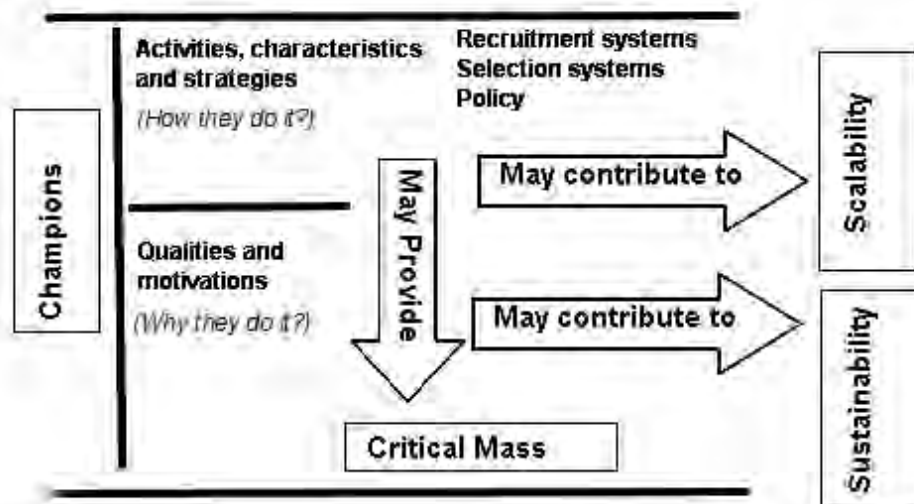 Champions
Activities, characteristics
and strategies
(How they do it?)
Qualities and
motivations
(Why they do it?)
Recruitment systems
Selection systems
Policy
May Provide
May contribute to
May contribute to
Critical Mass
Scalability
Sustainability